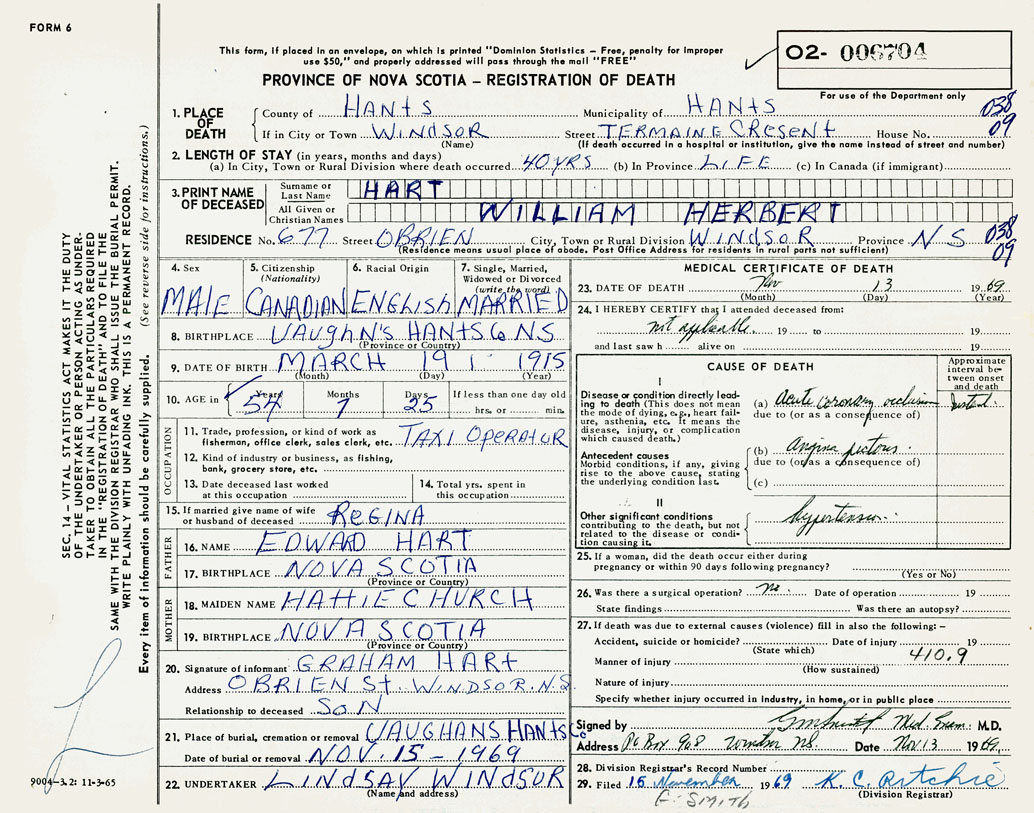 FORM 6
This form, if placed in an envelope, on which is printed "Dominion Statistics – Free, penalty for improper
use $50," and properly addressed will pass through the mail "FREE"
PROVINCE OF NOVA SCOTIA – REGISTRATION OF DEATH
02- 006704
For use of the Department only
1. PLACE OF DEATH
County of HANTS Municipality of HANTS 038
If in City or Town WINDSOR Street TERMAINE CRESENT House No. 09
(Name) (If death occurred in a hospital or institution, give the name instead of street and number)
2. LENGTH OF STAY (in years, months and days)
(a) In City, Town or Rural Division where death occurred 40 YRS (b) In Province LIFE (c) In Canada (if immigrant)
3. PRINT NAME OF DECEASED
Surname or Last Name HART
All Given or Christian Names WILLIAM HERBERT
RESIDENCE No. 677 Street OBRIEN City, Town or Rural Division WINDSOR Province N S 038
(Residence means usual place of abode. Post Office Address for residents in rural parts not sufficient) 09
4. Sex 5. Citizenship (Nationality) 6. Racial Origin 7. Single, Married, Widowed or Divorced (write the word)
MALE CANADIAN ENGLISH MARRIED
8. BIRTHPLACE VAUGHN'S HANTS Co NS
(Province or Country)
9. DATE OF BIRTH MARCH 19 1915
(Month) (Day) (Year)
10. AGE in Years Months Days If less than one day old
54 7 25 hrs. or min.
OCCUPATION
11. Trade, profession, or kind of work as TAXI OPERATOR
fisherman, office clerk, sales clerk, etc.
12. Kind of industry or business, as fishing,
bank, grocery store, etc.
13. Date deceased last worked at this occupation
14. Total yrs. spent in this occupation
15. If married give name of wife or husband of deceased REGINA
FATHER
16. NAME EDWARD HART
17. BIRTHPLACE NOVA SCOTIA
(Province or Country)
MOTHER
18. MAIDEN NAME HATTIE CHURCH
19. BIRTHPLACE NOVA SCOTIA
(Province or Country)
20. Signature of informant GRAHAM HART
Address OBRIEN St. WINDSOR. N.S.
Relationship to deceased SON
21. Place of burial, cremation or removal VAUGHANS HANTS Co
Date of burial or removal NOV. 15 – 1969
22. UNDERTAKER LINDSAY WINDSOR
(Name and address)
MEDICAL CERTIFICATE OF DEATH
23. DATE OF DEATH Nov 13 1969
(Month) (Day) (Year)
24. I HEREBY CERTIFY that I attended deceased from:
not applicable 19 to 19
and last saw h alive on 19
CAUSE OF DEATH
Approximate interval between onset and death
I
Disease or condition directly leading to death (This does not mean the mode of dying, e.g., heart failure, asthenia, etc. It means the disease, injury, or complication which caused death.)
(a) Acute coronary occlusion
due to (or as a consequence of)
Antecedent causes
Morbid conditions, if any, giving rise to the above cause, stating the underlying condition last.
(b) Angina pectoris
due to (or as a consequence of)
(c)
II
Other significant conditions contributing to the death, but not related to the disease or condition causing it.
Hypertension
25. If a woman, did the death occur either during
pregnancy or within 90 days following pregnancy?
(Yes or No)
26. Was there a surgical operation? no Date of operation 19
State findings Was there an autopsy?
27. If death was due to external causes (violence) fill in also the following: –
Accident, suicide or homicide? Date of injury 19
(State which) 410.9
Manner of injury
(How sustained)
Nature of injury
Specify whether injury occurred in industry, in home, or in public place
Signed by Med. Exam. M.D.
Address PO Box 908 Windsor NS. Date Nov 13 1969
28. Division Registrar's Record Number
29. Filed 15 November 1969 K. C. Ritchie
(Division Registrar)
SMITH
SEC. 14 – VITAL STATISTICS ACT MAKES IT THE DUTY
OF THE UNDERTAKER OR PERSON ACTING AS UNDER-
TAKER TO OBTAIN ALL THE PARTICULARS REQUIRED
IN THE "REGISTRATION OF DEATH" AND TO FILE THE
SAME WITH THE DIVISION REGISTRAR WHO SHALL ISSUE THE BURIAL PERMIT.
WRITE PLAINLY WITH UNFADING INK. THIS IS A PERMANENT RECORD.
Every item of information should be carefully supplied. (See reverse side for instructions.)
9004–3.2: 11-3-65